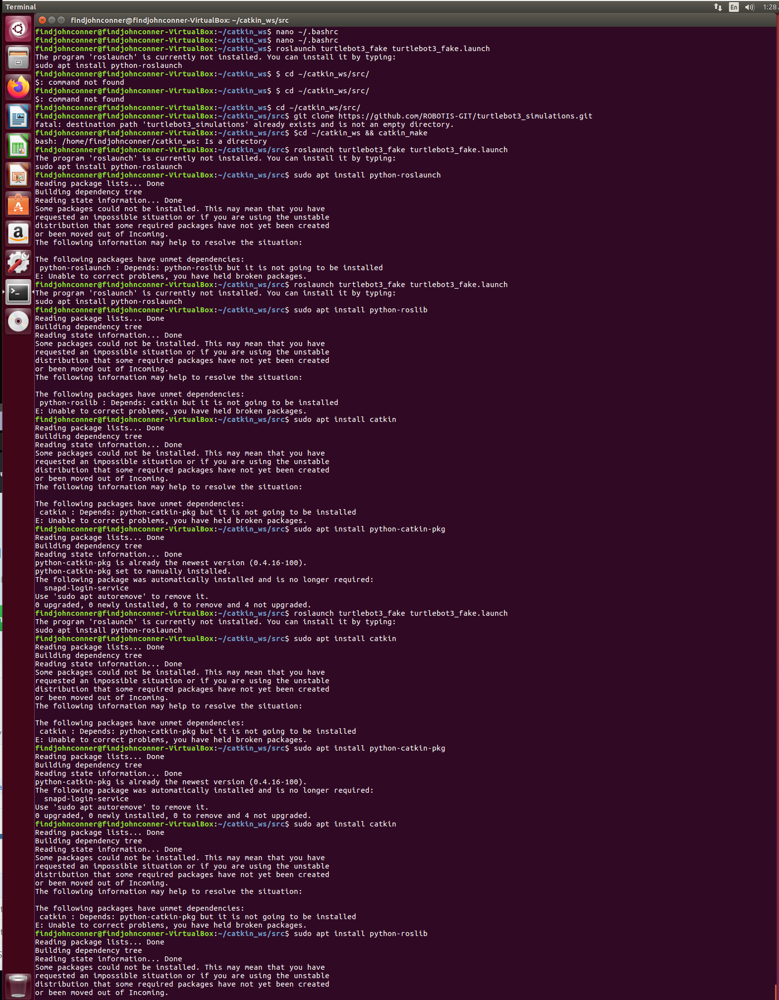 Terminal
En
1:28
findjohnconner@findjohnconner-VirtualBox: ~/catkin_ws/src
findjohnconner@findjohnconner-VirtualBox:~/catkin_ws$ nano ~/.bashrc
findjohnconner@findjohnconner-VirtualBox:~/catkin_ws$ nano ~/.bashrc
findjohnconner@findjohnconner-VirtualBox:~/catkin_ws$ roslaunch turtlebot3_fake turtlebot3_fake.launch
The program 'roslaunch' is currently not installed. You can install it by typing:
sudo apt install python-roslaunch
findjohnconner@findjohnconner-VirtualBox:~/catkin_ws$ $ cd ~/catkin_ws/src/
$: command not found
findjohnconner@findjohnconner-VirtualBox:~/catkin_ws$ $ cd ~/catkin_ws/src/
$: command not found
findjohnconner@findjohnconner-VirtualBox:~/catkin_ws$ cd ~/catkin_ws/src/
findjohnconner@findjohnconner-VirtualBox:~/catkin_ws/src$ git clone https://github.com/ROBOTIS-GIT/turtlebot3_simulations.git
fatal: destination path 'turtlebot3_simulations' already exists and is not an empty directory.
findjohnconner@findjohnconner-VirtualBox:~/catkin_ws/src$ $cd ~/catkin_ws && catkin_make
bash: /home/findjohnconner/catkin_ws: Is a directory
findjohnconner@findjohnconner-VirtualBox:~/catkin_ws/src$ roslaunch turtlebot3_fake turtlebot3_fake.launch
The program 'roslaunch' is currently not installed. You can install it by typing:
sudo apt install python-roslaunch
findjohnconner@findjohnconner-VirtualBox:~/catkin_ws/src$ sudo apt install python-roslaunch
Reading package lists... Done
Building dependency tree
Reading state information... Done
Some packages could not be installed. This may mean that you have
requested an impossible situation or if you are using the unstable
distribution that some required packages have not yet been created
or been moved out of Incoming.
The following information may help to resolve the situation:
The following packages have unmet dependencies:
python-roslaunch : Depends: python-roslib but it is not going to be installed
E: Unable to correct problems, you have held broken packages.
findjohnconner@findjohnconner-VirtualBox:~/catkin_ws/src$ roslaunch turtlebot3_fake turtlebot3_fake.launch
The program 'roslaunch' is currently not installed. You can install it by typing:
sudo apt install python-roslaunch
findjohnconner@findjohnconner-VirtualBox:~/catkin_ws/src$ sudo apt install python-roslib
Reading package lists... Done
Building dependency tree
Reading state information... Done
Some packages could not be installed. This may mean that you have
requested an impossible situation or if you are using the unstable
distribution that some required packages have not yet been created
or been moved out of Incoming.
The following information may help to resolve the situation:
The following packages have unmet dependencies:
python-roslib : Depends: catkin but it is not going to be installed
E: Unable to correct problems, you have held broken packages.
findjohnconner@findjohnconner-VirtualBox:~/catkin_ws/src$ sudo apt install catkin
Reading package lists... Done
Building dependency tree
Reading state information... Done
Some packages could not be installed. This may mean that you have
requested an impossible situation or if you are using the unstable
distribution that some required packages have not yet been created
or been moved out of Incoming.
The following information may help to resolve the situation:
The following packages have unmet dependencies:
catkin : Depends: python-catkin-pkg but it is not going to be installed
E: Unable to correct problems, you have held broken packages.
findjohnconner@findjohnconner-VirtualBox:~/catkin_ws/src$ sudo apt install python-catkin-pkg
Reading package lists... Done
Building dependency tree
Reading state information... Done
python-catkin-pkg is already the newest version (0.4.16-100).
python-catkin-pkg set to manually installed.
The following package was automatically installed and is no longer required:
snapd-login-service
Use 'sudo apt autoremove' to remove it.
0 upgraded, 0 newly installed, 0 to remove and 4 not upgraded.
findjohnconner@findjohnconner-VirtualBox:~/catkin_ws/src$ roslaunch turtlebot3_fake turtlebot3_fake.launch
The program 'roslaunch' is currently not installed. You can install it by typing:
sudo apt install python-roslaunch
findjohnconner@findjohnconner-VirtualBox:~/catkin_ws/src$ sudo apt install catkin
Reading package lists... Done
Building dependency tree
Reading state information... Done
Some packages could not be installed. This may mean that you have
requested an impossible situation or if you are using the unstable
distribution that some required packages have not yet been created
or been moved out of Incoming.
The following information may help to resolve the situation:
The following packages have unmet dependencies:
catkin : Depends: python-catkin-pkg but it is not going to be installed
E: Unable to correct problems, you have held broken packages.
findjohnconner@findjohnconner-VirtualBox:~/catkin_ws/src$ sudo apt install python-catkin-pkg
Reading package lists... Done
Building dependency tree
Reading state information... Done
python-catkin-pkg is already the newest version (0.4.16-100).
The following package was automatically installed and is no longer required:
snapd-login-service
Use 'sudo apt autoremove' to remove it.
0 upgraded, 0 newly installed, 0 to remove and 4 not upgraded.
findjohnconner@findjohnconner-VirtualBox:~/catkin_ws/src$ sudo apt install catkin
Reading package lists... Done
Building dependency tree
Reading state information... Done
Some packages could not be installed. This may mean that you have
requested an impossible situation or if you are using the unstable
distribution that some required packages have not yet been created
or been moved out of Incoming.
The following information may help to resolve the situation:
The following packages have unmet dependencies:
catkin : Depends: python-catkin-pkg but it is not going to be installed
E: Unable to correct problems, you have held broken packages.
findjohnconner@findjohnconner-VirtualBox:~/catkin_ws/src$ sudo apt install python-roslib
Reading package lists... Done
Building dependency tree
Reading state information... Done
Some packages could not be installed. This may mean that you have
requested an impossible situation or if you are using the unstable
distribution that some required packages have not yet been created
or been moved out of Incoming.